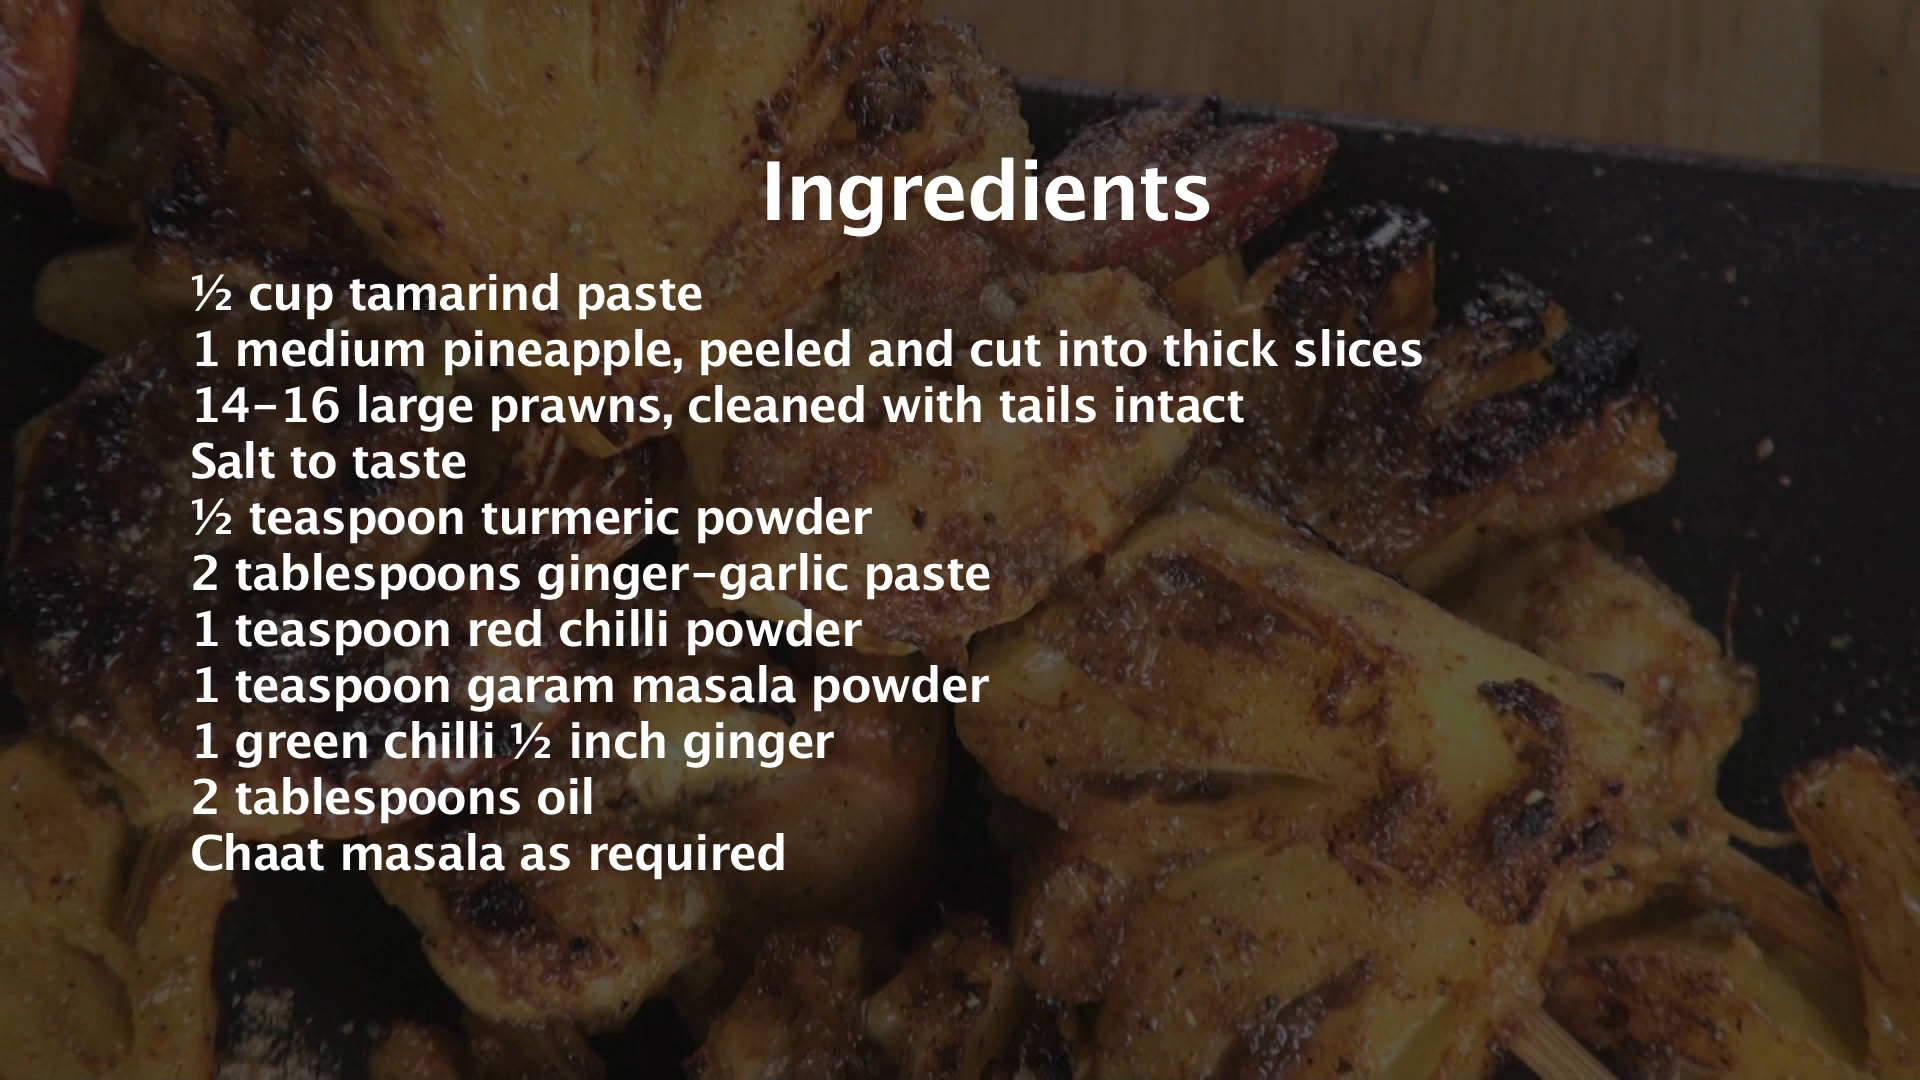 Ingredients
½ cup tamarind paste
1 medium pineapple, peeled and cut into thick slices
14-16 large prawns, cleaned with tails intact
Salt to taste
½ teaspoon turmeric powder
2 tablespoons ginger-garlic paste
1 teaspoon red chilli powder
1 teaspoon garam masala powder
1 green chilli ½ inch ginger
2 tablespoons oil
Chaat masala as required